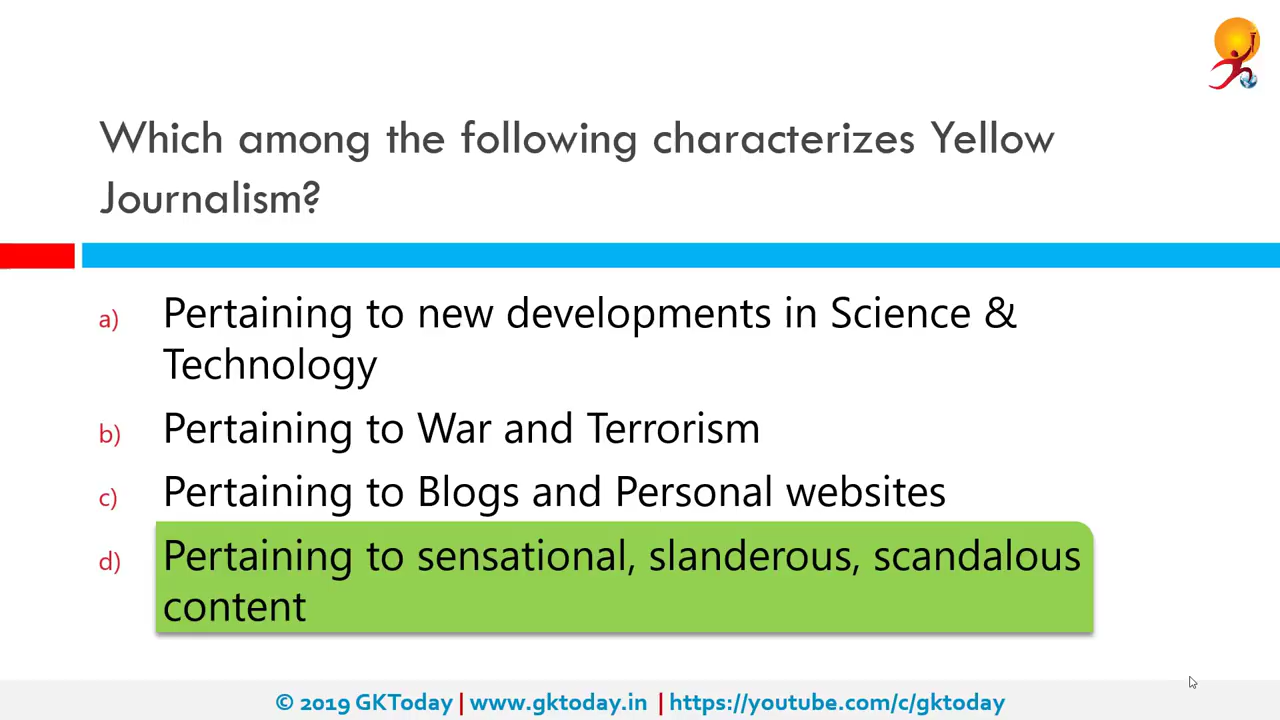 Which among the following characterizes Yellow
Journalism?
a) Pertaining to new developments in Science &
Technology
b) Pertaining to War and Terrorism
c) Pertaining to Blogs and Personal websites
d) Pertaining to sensational, slanderous, scandalous
content
© 2019 GKToday | www.gktoday.in | https://youtube.com/c/gktoday